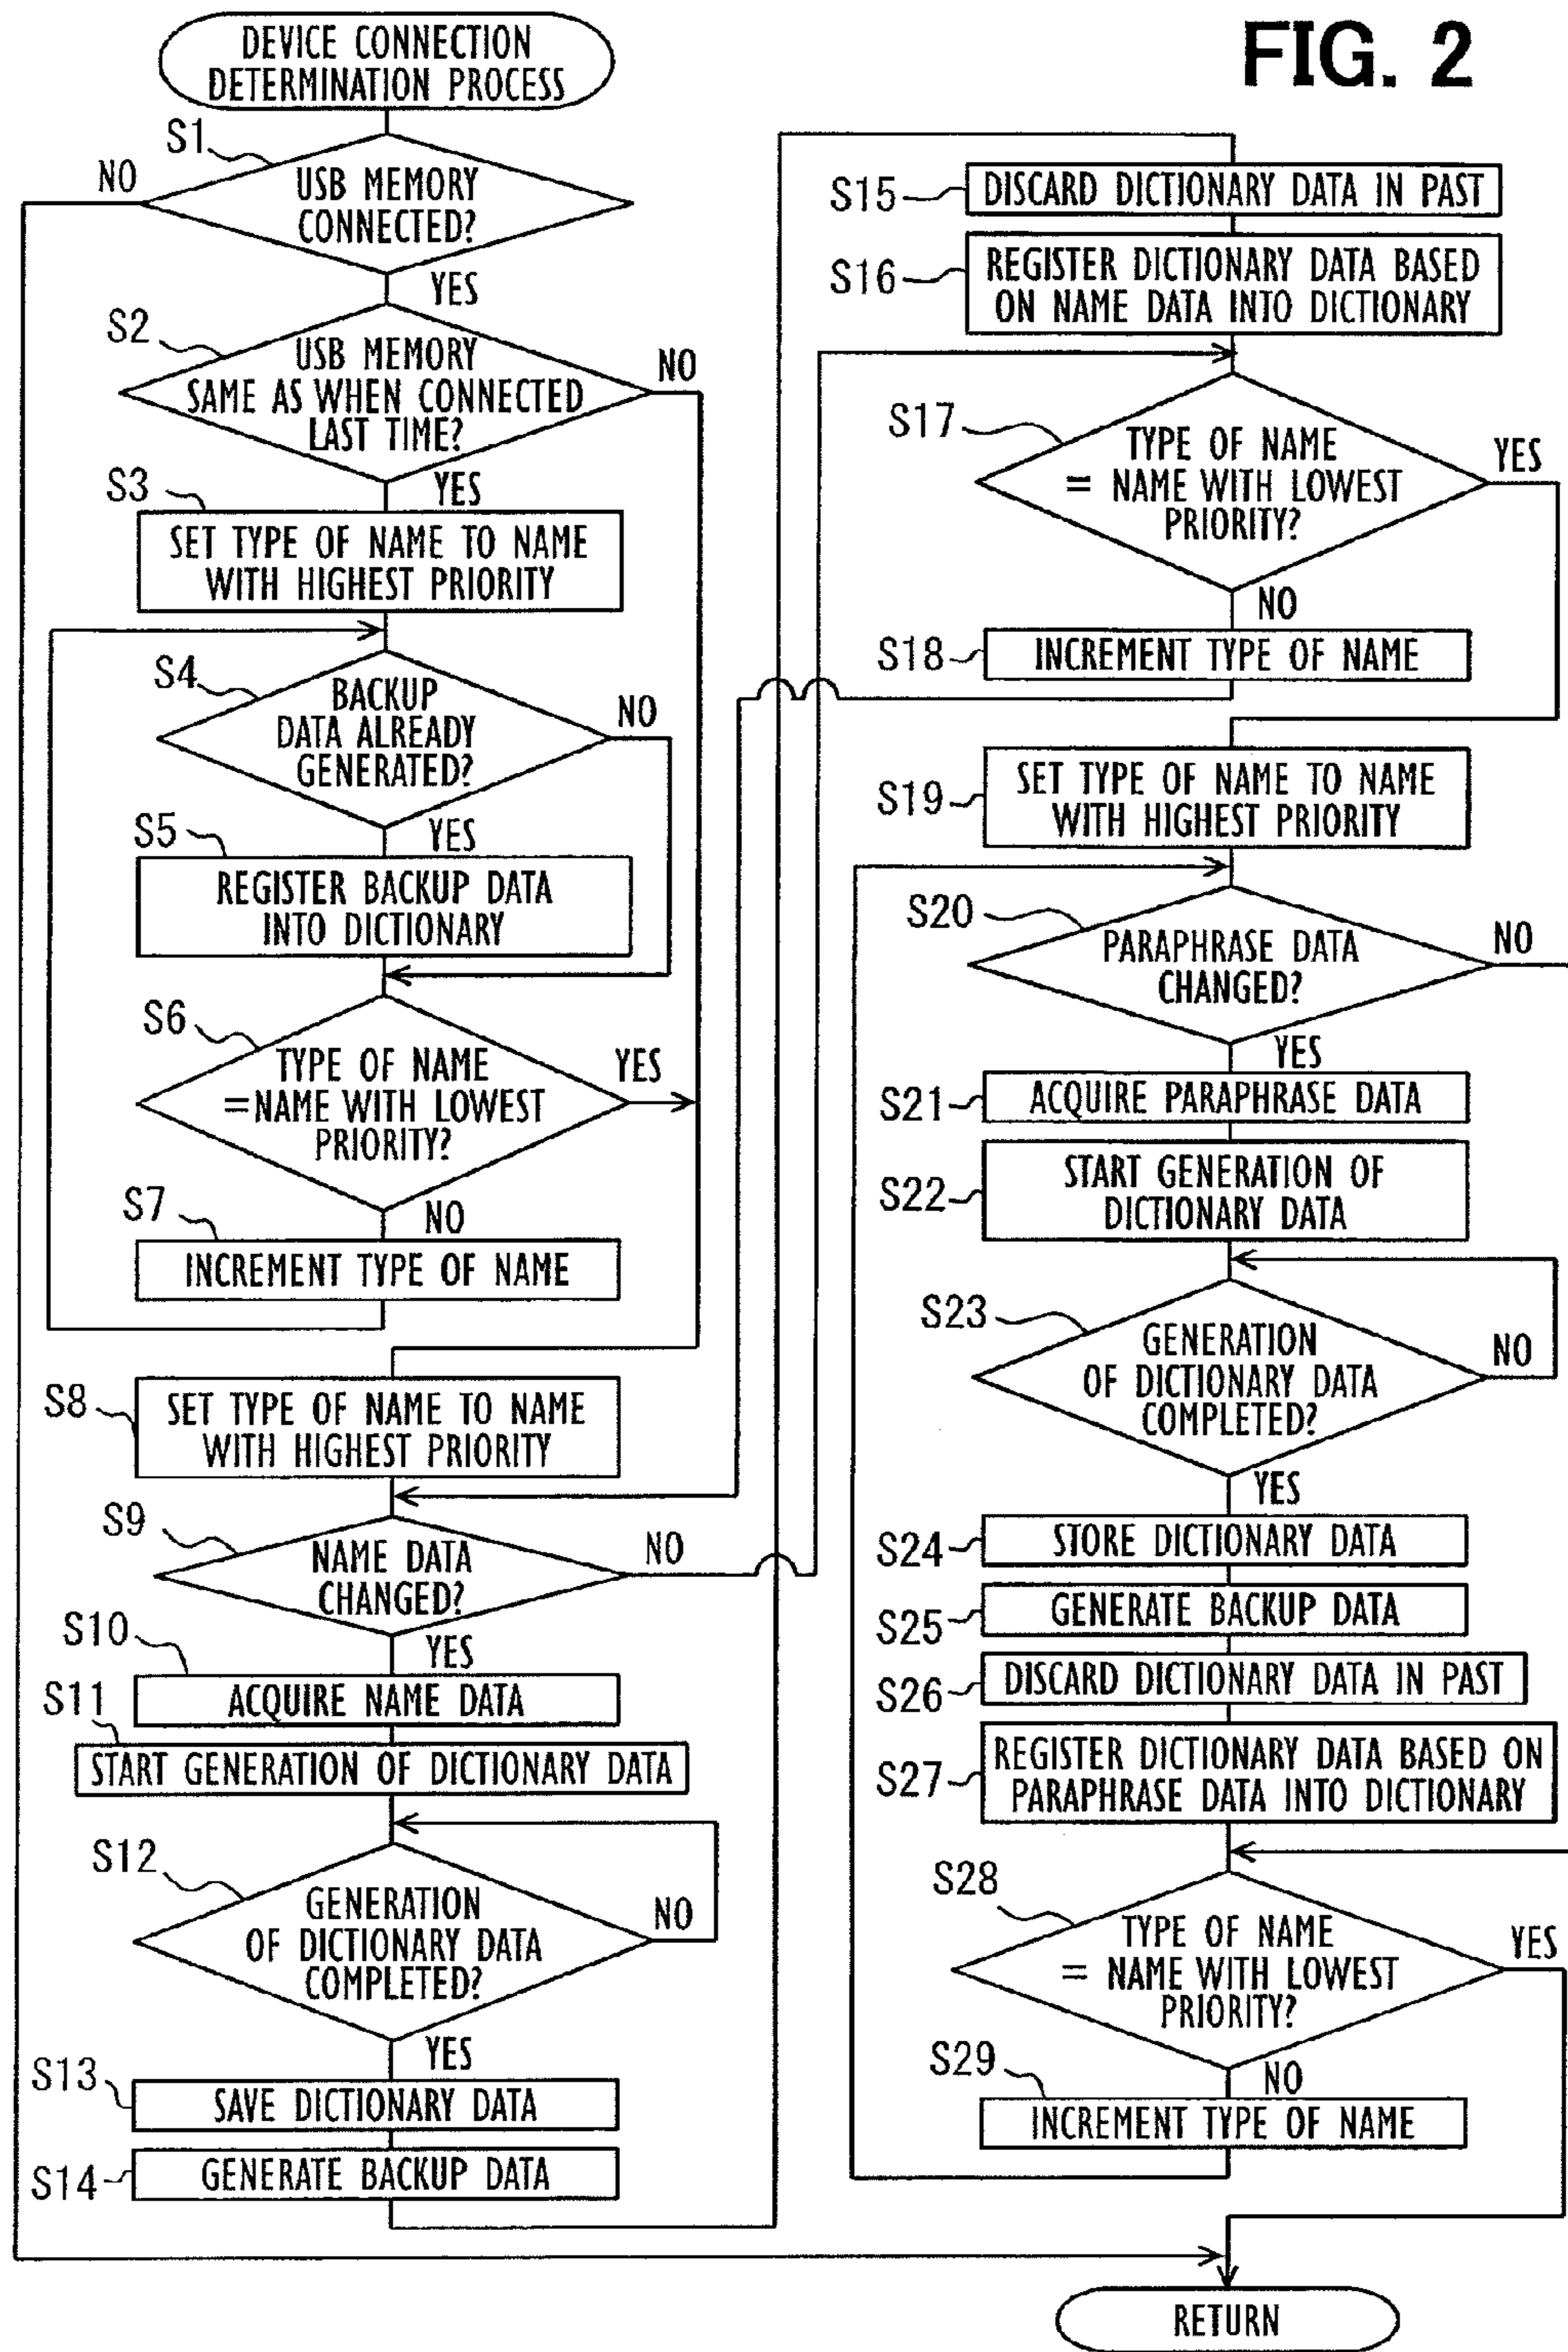 FIG. 2
DEVICE CONNECTION
DETERMINATION PROCESS
S1
NO
USB MEMORY
CONNECTED?
YES
S2
USB MEMORY
SAME AS WHEN CONNECTED
LAST TIME?
NO
YES
S3
SET TYPE OF NAME TO NAME
WITH HIGHEST PRIORITY
S4
BACKUP
DATA ALREADY
GENERATED?
NO
YES
S5
REGISTER BACKUP DATA
INTO DICTIONARY
S6
TYPE OF NAME
=NAME WITH LOWEST
PRIORITY?
YES
NO
S7
INCREMENT TYPE OF NAME
S8
SET TYPE OF NAME TO NAME
WITH HIGHEST PRIORITY
S9
NAME DATA
CHANGED?
NO
YES
S10
ACQUIRE NAME DATA
S11
START GENERATION OF DICTIONARY DATA
S12
GENERATION
OF DICTIONARY DATA
COMPLETED?
NO
YES
S13
SAVE DICTIONARY DATA
S14
GENERATE BACKUP DATA
S15
DISCARD DICTIONARY DATA IN PAST
S16
REGISTER DICTIONARY DATA BASED
ON NAME DATA INTO DICTIONARY
S17
TYPE OF NAME
= NAME WITH LOWEST
PRIORITY?
YES
NO
S18
INCREMENT TYPE OF NAME
S19
SET TYPE OF NAME TO NAME
WITH HIGHEST PRIORITY
S20
PARAPHRASE DATA
CHANGED?
NO
YES
S21
ACQUIRE PARAPHRASE DATA
S22
START GENERATION OF
DICTIONARY DATA
S23
GENERATION
OF DICTIONARY DATA
COMPLETED?
NO
YES
S24
STORE DICTIONARY DATA
S25
GENERATE BACKUP DATA
S26
DISCARD DICTIONARY DATA IN PAST
S27
REGISTER DICTIONARY DATA BASED ON
PARAPHRASE DATA INTO DICTIONARY
S28
TYPE OF NAME
= NAME WITH LOWEST
PRIORITY?
YES
NO
S29
INCREMENT TYPE OF NAME
RETURN